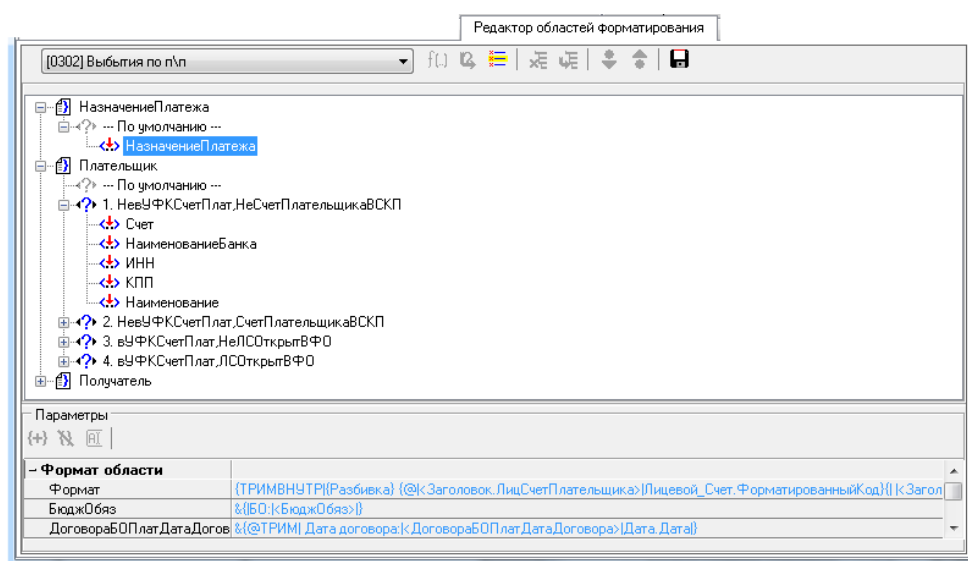 Редактор областей форматирования
[0302] Выбытия по п\п
НазначениеПлатежа
--- По умолчанию ---
НазначениеПлатежа
Плательщик
--- По умолчанию ---
1. НевУФКСчетПлат,НеСчетПлательщикаВСКП
Счет
НаименованиеБанка
ИНН
КПП
Наименование
2. НевУФКСчетПлат,СчетПлательщикаВСКП
3. вУФКСчетПлат,НеЛСОткрытВФО
4. вУФКСчетПлат,ЛСОткрытВФО
Получатель
Параметры
Формат области
Формат {ТРИМВНУТР|{Разбивка} {@|<Заголовок.ЛицСчетПлательщика>|Лицевой_Счет.ФорматированныйКод}{| |<Загол
БюджОбяз &{|БО:|<БюджОбяз>|}
ДоговораБОПлатДатаДогов &{@ТРИМ| Дата договора:|<ДоговораБОПлатДатаДоговора>|Дата.Дата|}